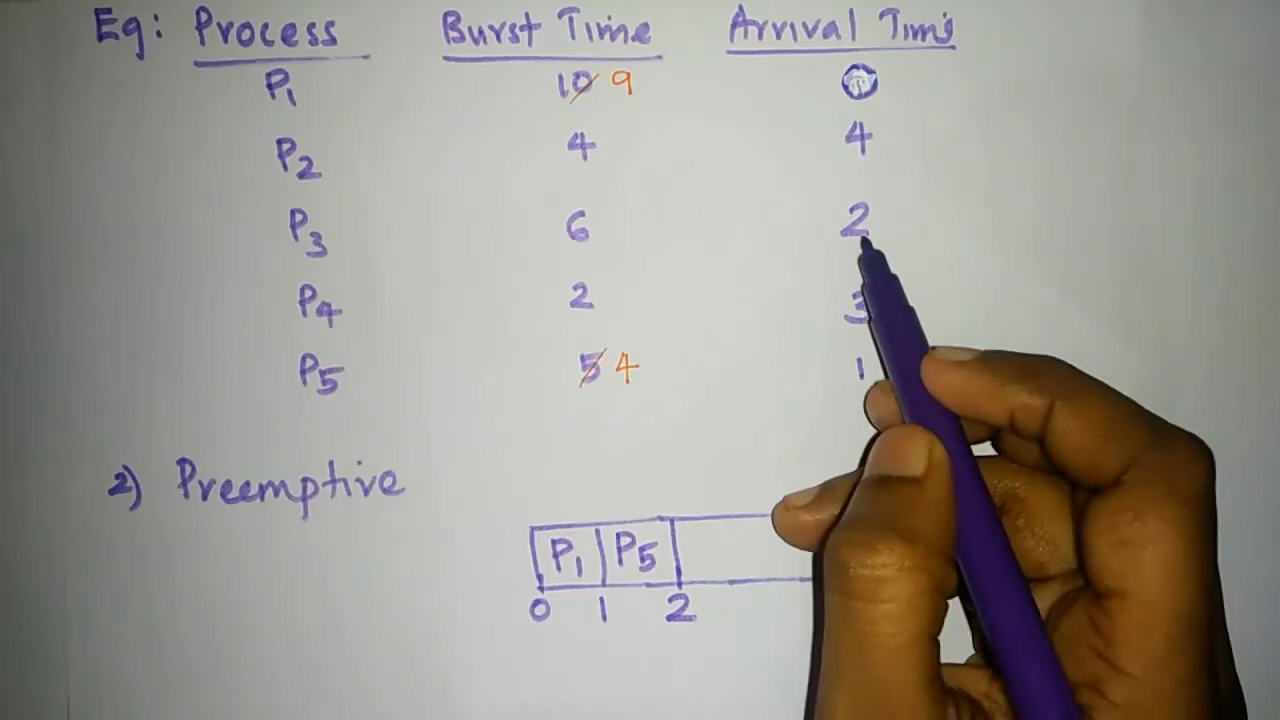 Eg: Process Burst Time Arrival Time
P1 10 9 0
P2 4 4
P3 6 2
P4 2 3
P5 5 4 1
2) Preemptive
P1 P5
0 1 2